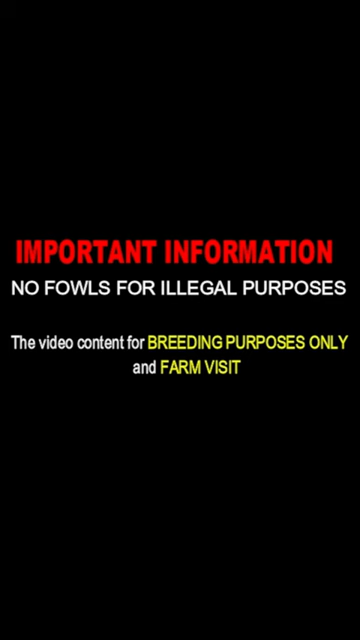 IMPORTANT INFORMATION
NO FOWLS FOR ILLEGAL PURPOSES
The video content for BREEDING PURPOSES ONLY
and FARM VISIT